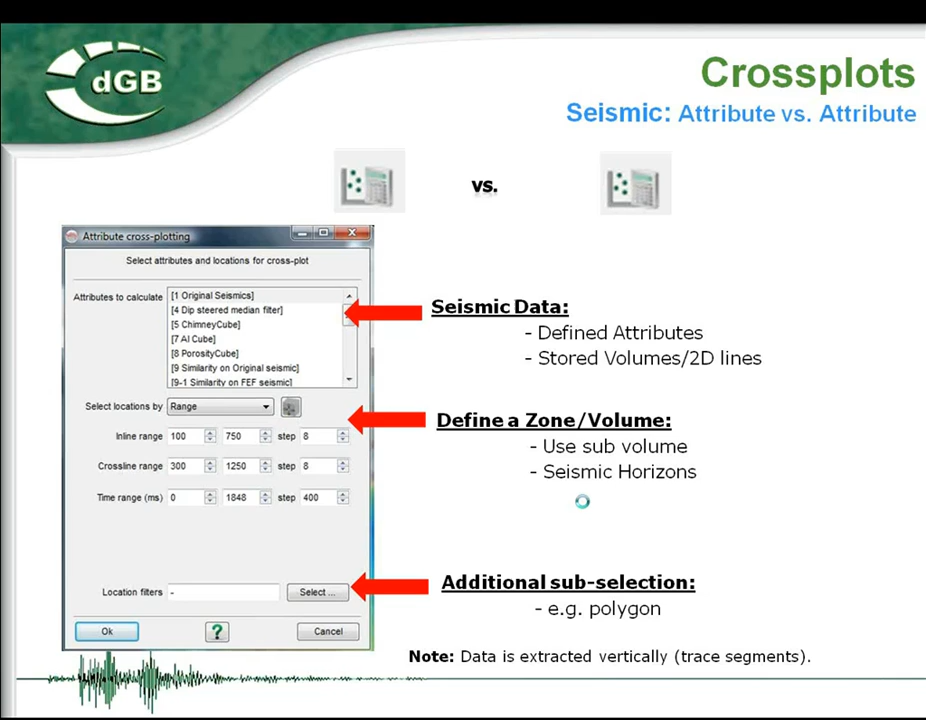 dGB
Crossplots
Seismic: Attribute vs. Attribute
vs.
Attribute cross-plotting
Select attributes and locations for cross-plot
Attributes to calculate
[1 Original Seismics]
[4 Dip steered median filter]
[5 ChimneyCube]
[7 AI Cube]
[8 PorosityCube]
[9 Similarity on Original seismic]
[9-1 Similarity on FEF seismic]
Select locations by Range
Inline range 100 750 step 8
Crossline range 300 1250 step 8
Time range (ms) 0 1848 step 400
Location filters - Select ...
Ok ? Cancel
Seismic Data:
- Defined Attributes
- Stored Volumes/2D lines
Define a Zone/Volume:
- Use sub volume
- Seismic Horizons
Additional sub-selection:
- e.g. polygon
Note: Data is extracted vertically (trace segments).